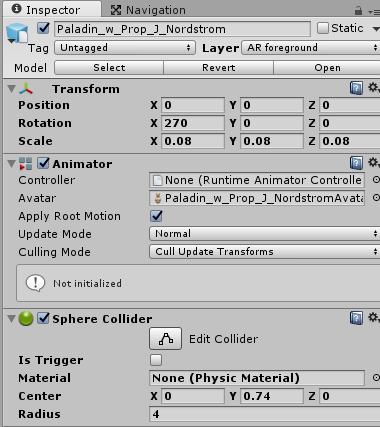 Inspector Navigation
Paladin_w_Prop_J_Nordstrom Static
Tag Untagged Layer AR foreground
Model Select Revert Open
Transform
Position X 0 Y 0 Z 0
Rotation X 270 Y 0 Z 0
Scale X 0.08 Y 0.08 Z 0.08
Animator
Controller None (Runtime Animator Controlle
Avatar Paladin_w_Prop_J_NordstromAvata
Apply Root Motion
Update Mode Normal
Culling Mode Cull Update Transforms
Not initialized
Sphere Collider
Edit Collider
Is Trigger
Material None (Physic Material)
Center X 0 Y 0.74 Z 0
Radius 4